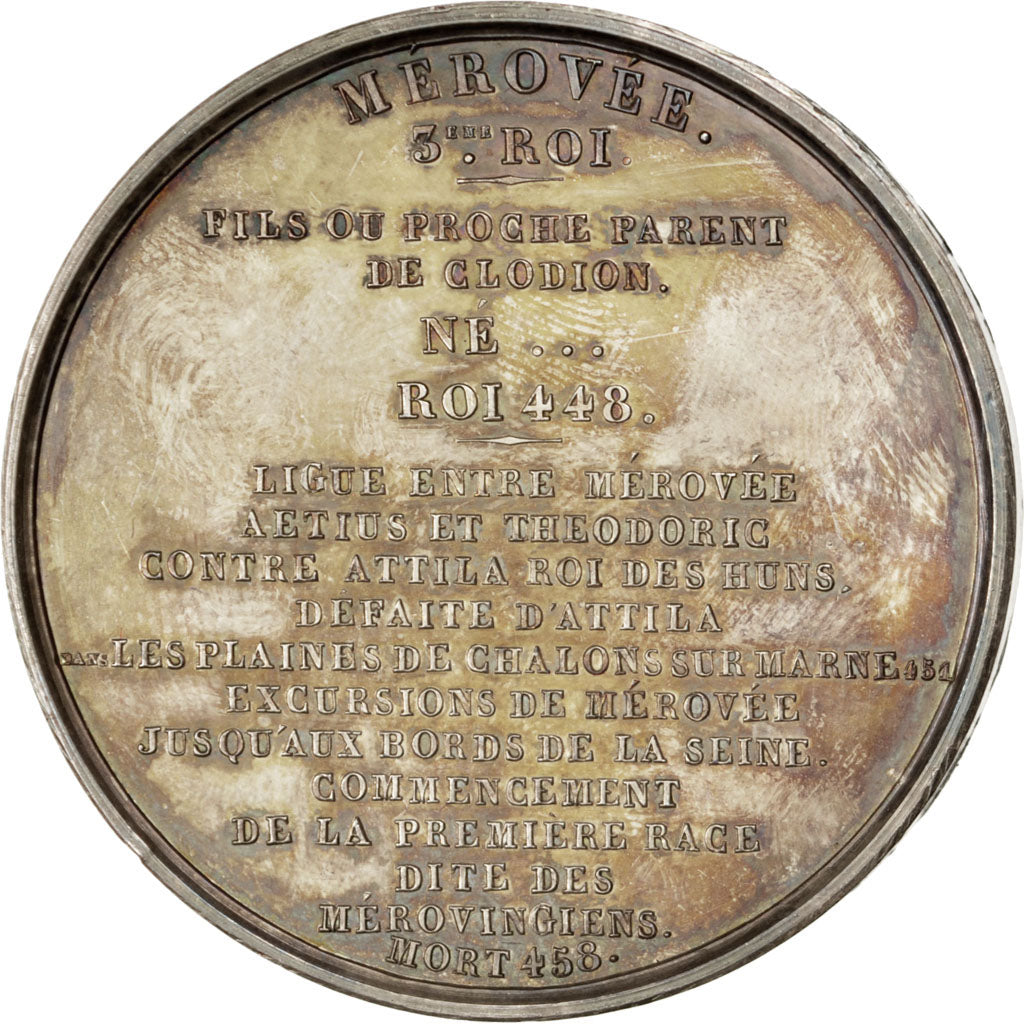 MÉROVÉE.
3EME. ROI.
FILS OU PROCHE PARENT
DE CLODION.
NÉ ...
ROI 448.
LIGUE ENTRE MÉROVÉE
AETIUS ET THEODORIC
CONTRE ATTILA ROI DES HUNS.
DÉFAITE D'ATTILA
DANS LES PLAINES DE CHALONS SUR MARNE 451
EXCURSIONS DE MÉROVÉE
JUSQU'AUX BORDS DE LA SEINE.
COMMENCEMENT
DE LA PREMIÈRE RACE
DITE DES
MÉROVINGIENS.
MORT 458.